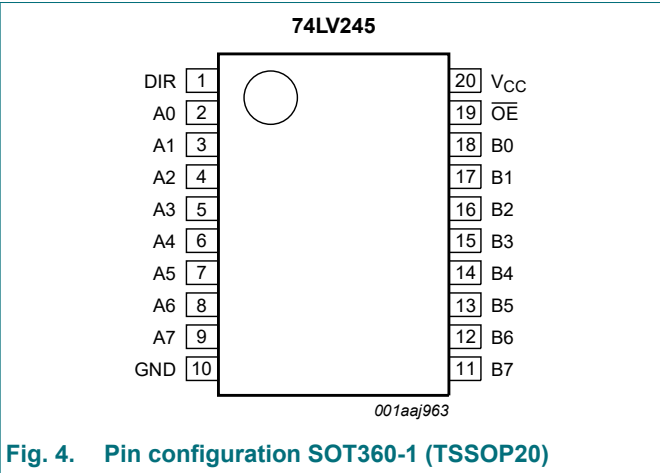 74LV245
DIR 1 20 VCC
A0 2 19 OE
A1 3 18 B0
A2 4 17 B1
A3 5 16 B2
A4 6 15 B3
A5 7 14 B4
A6 8 13 B5
A7 9 12 B6
GND 10 11 B7
001aaj963
Fig. 4. Pin configuration SOT360-1 (TSSOP20)